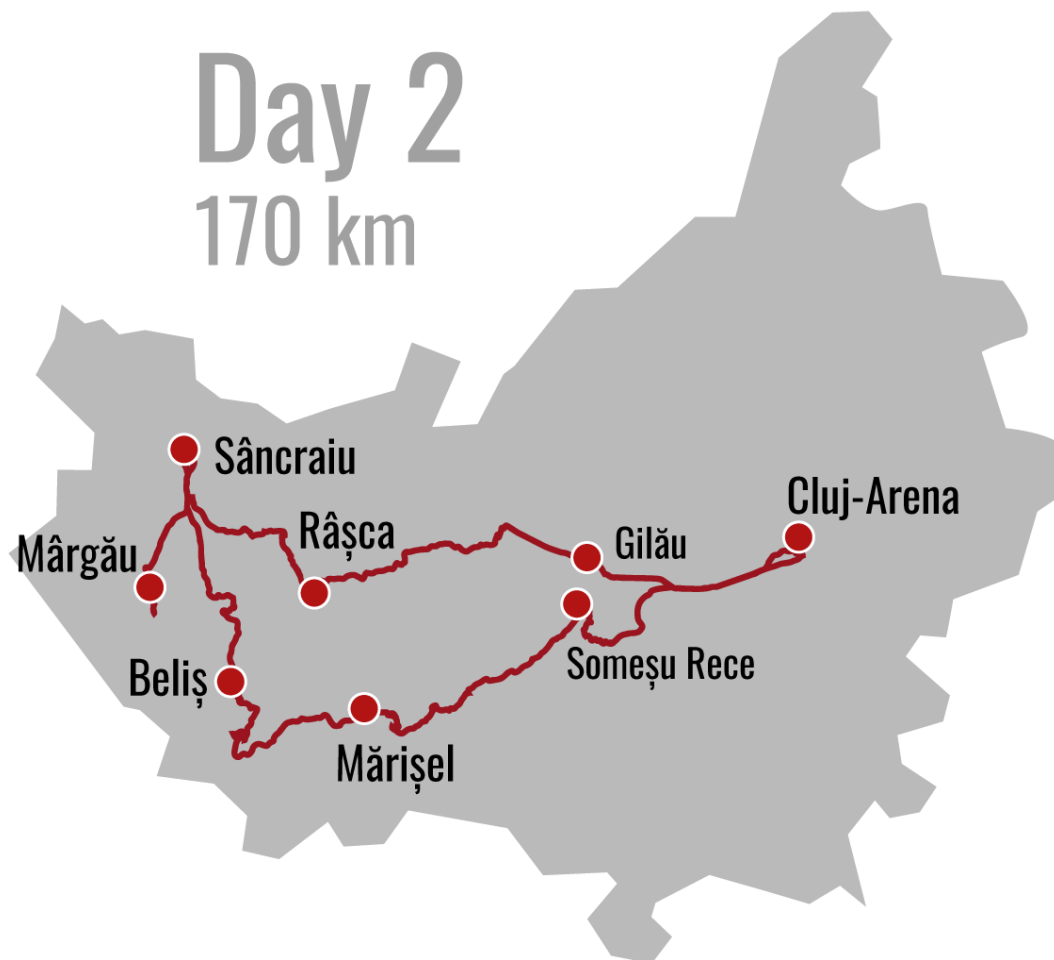 Day 2
170 km
Sâncraiu
Cluj-Arena
Râșca
Gilău
Mârgău
Someșu Rece
Beliș
Mărișel